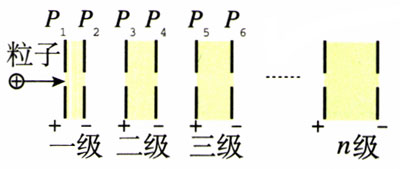 P₁ P₂ P₃ P₄ P₅ P₆
粒子
⊕
......
+ − + − + − + −
一级 二级 三级 n级